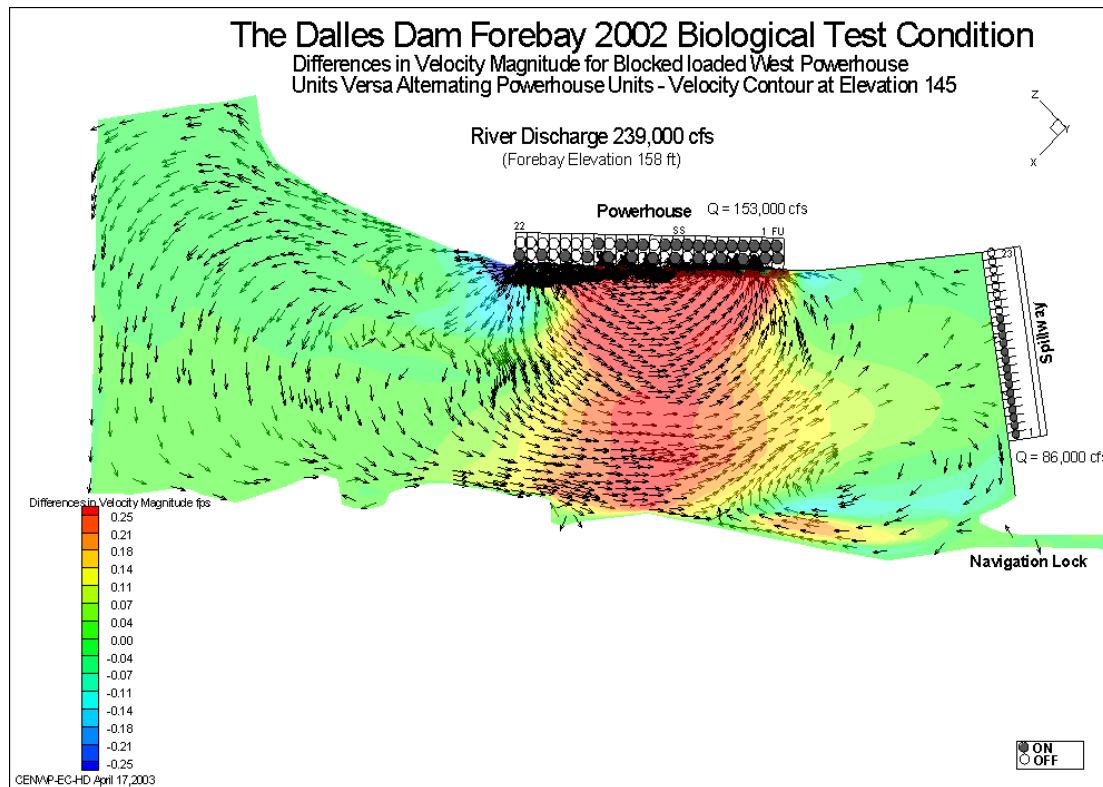 The Dalles Dam Forebay 2002 Biological Test Condition
Differences in Velocity Magnitude for Blocked loaded West Powerhouse
Units Versa Alternating Powerhouse Units - Velocity Contour at Elevation 145
Z
Y
X
River Discharge 239,000 cfs
(Forebay Elevation 158 ft)
Powerhouse Q = 153,000 cfs
22 SS 1 FU
23
Spillway
1
Q = 86,000 cfs
Navigation Lock
Differences in Velocity Magnitude fps
0.25
0.21
0.18
0.14
0.11
0.07
0.04
0.00
-0.04
-0.07
-0.11
-0.14
-0.18
-0.21
-0.25
ON
OFF
CENWP-EC-HD April 17,2003